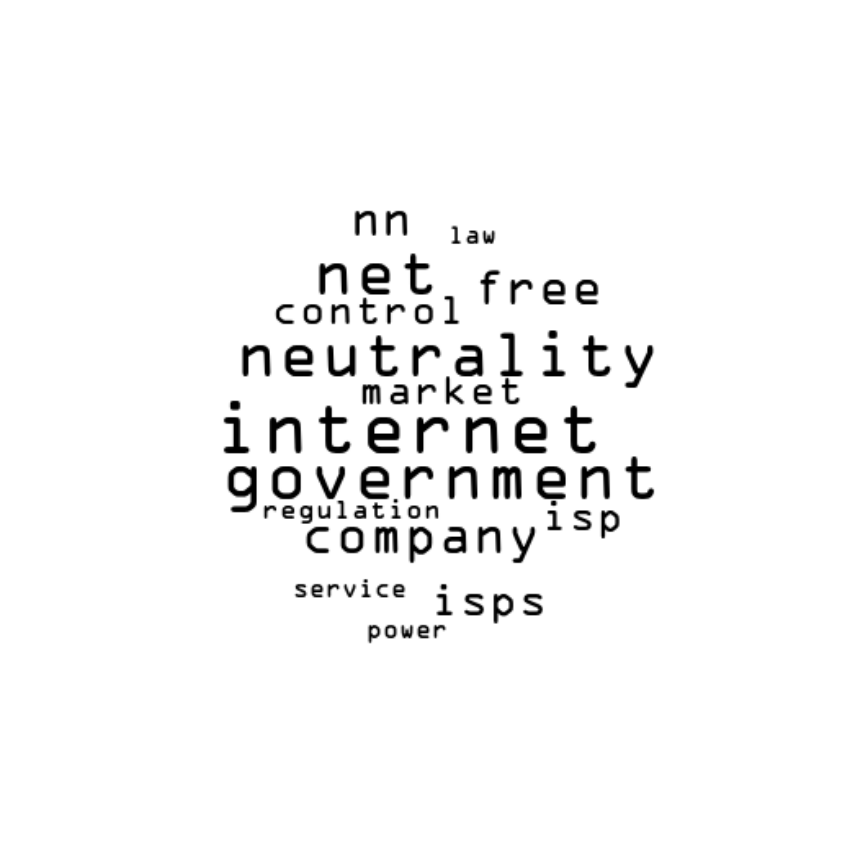 nn law
net free
control
neutrality
market
internet
government
regulation isp
company
service isps
power